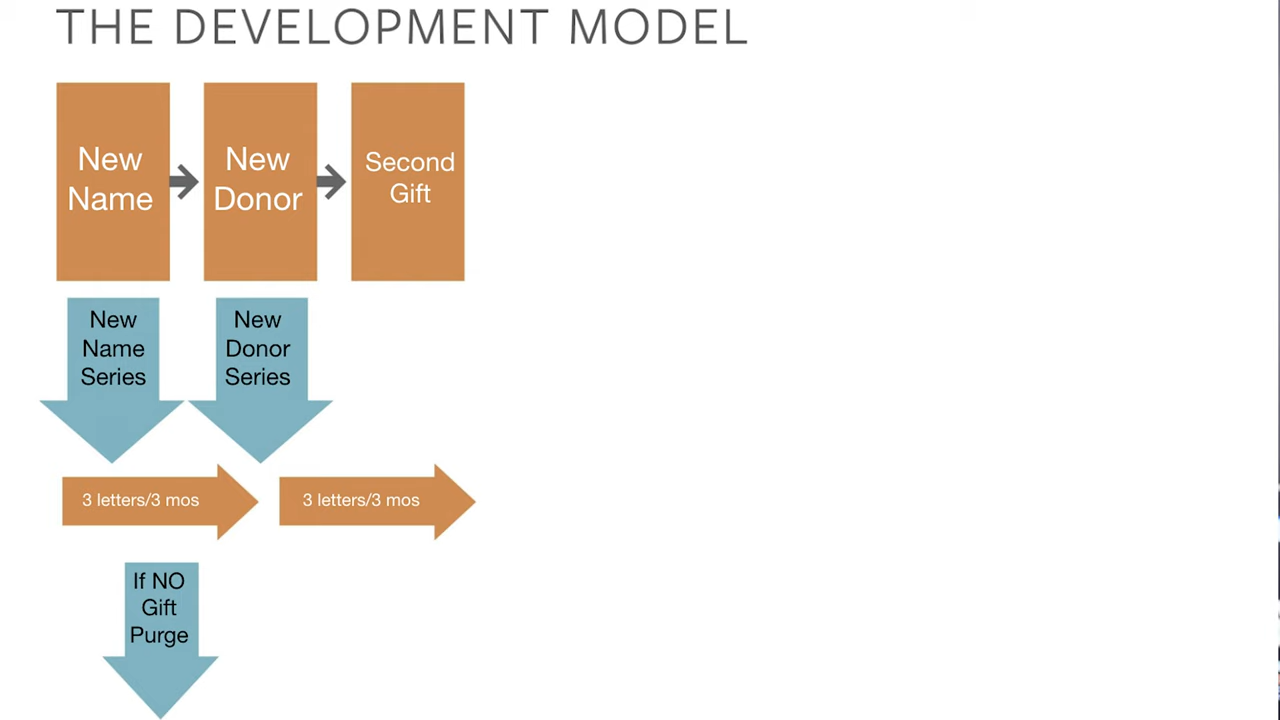 THE DEVELOPMENT MODEL
New
Name
New
Donor
Second
Gift
New
Name
Series
New
Donor
Series
3 letters/3 mos
3 letters/3 mos
If NO
Gift
Purge